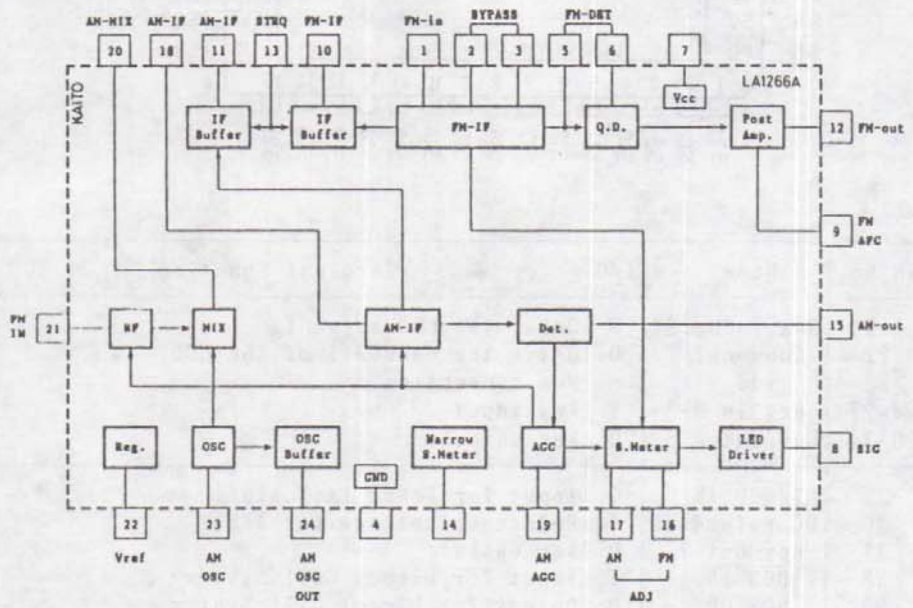 AM-MIX AM-IF AM-IF STRQ FM-IF FM-in BYPASS FM-DET
20 18 11 13 10 1 2 3 5 6 7
KAITO
LA1266A
Vcc
IF Buffer
IF Buffer
FM-IF
Q.D.
Post Amp.
12 FM-out
9 FM AFC
FM IN 21
RF
MIX
AM-IF
Det.
15 AM-out
Reg.
OSC
OSC Buffer
GND
Narrow S.Meter
AGC
S.Meter
LED Driver
8 SIG
22 23 24 4 14 19 17 16
Vref
AM OSC
AM OSC OUT
AM AGC
AM FM
ADJ